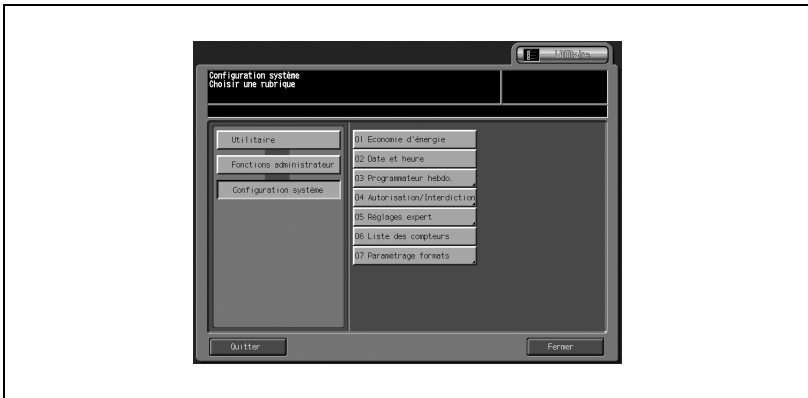 Utilitaire
Configuration système
Choisir une rubrique
Utilitaire
Fonctions administrateur
Configuration système
01 Economie d'énergie
02 Date et heure
03 Programmateur hebdo.
04 Autorisation/Interdiction
05 Réglages expert
06 Liste des compteurs
07 Paramétrage formats
Quitter
Fermer